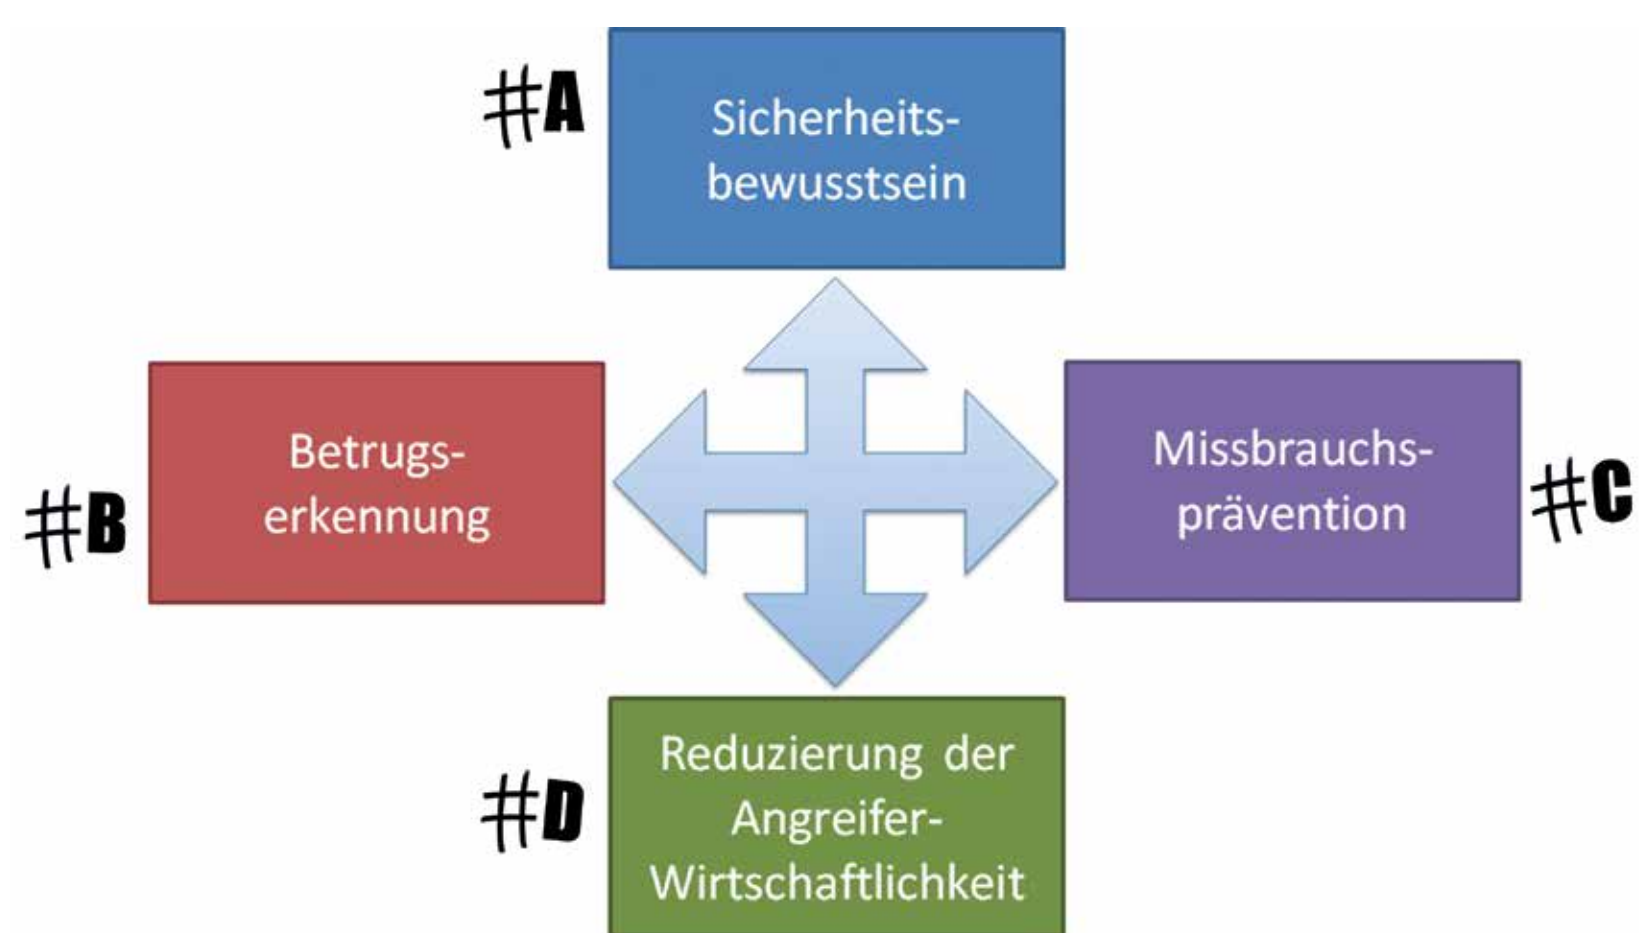 #A
Sicherheits-
bewusstsein
#B
Betrugs-
erkennung
Missbrauchs-
prävention
#C
#D
Reduzierung der
Angreifer-
Wirtschaftlichkeit